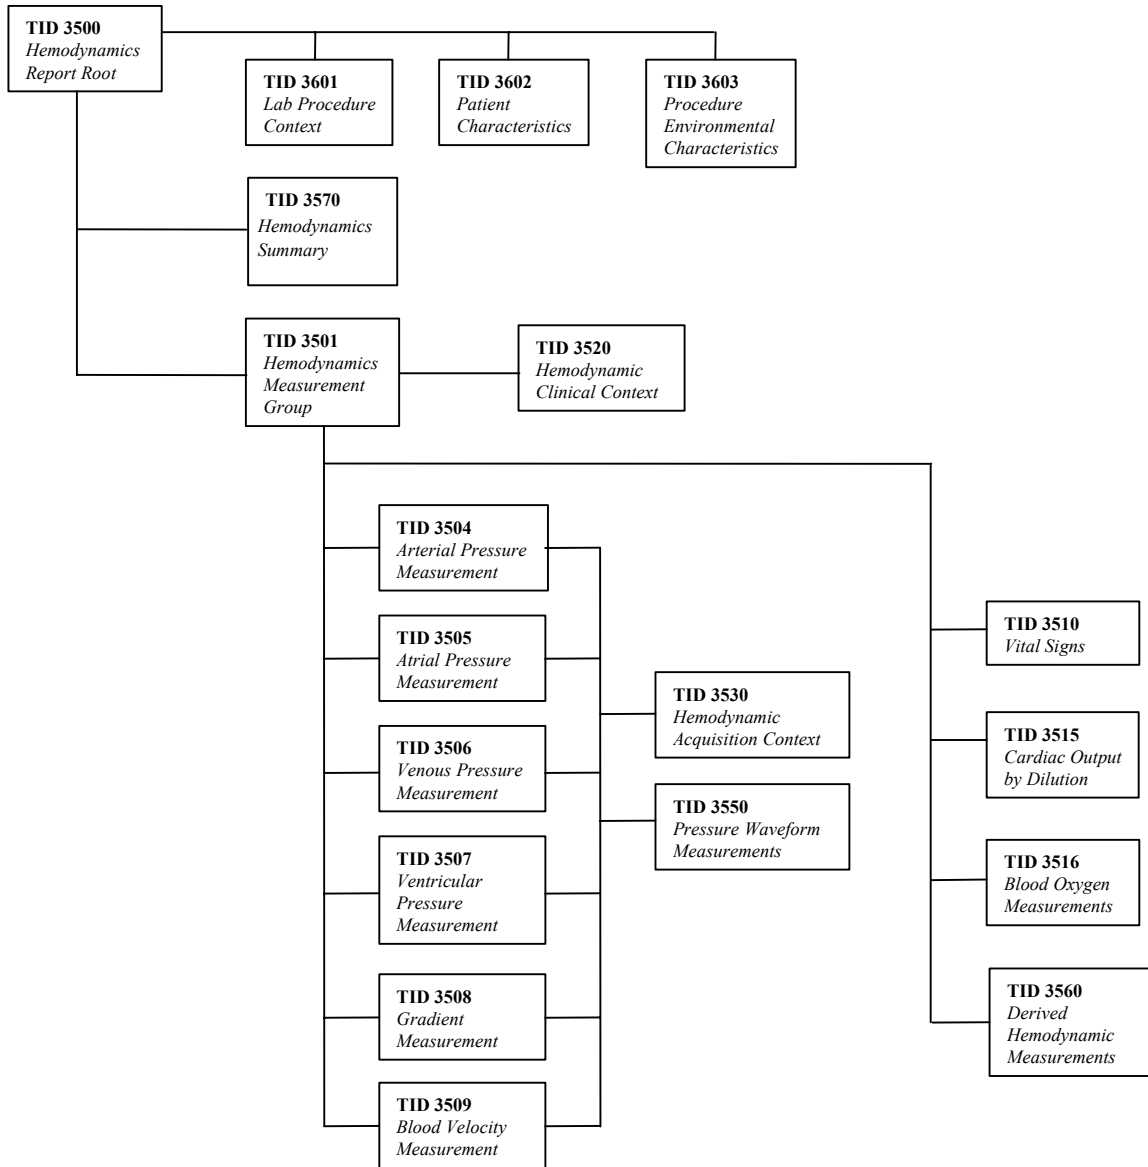 TID 3500
Hemodynamics
Report Root
TID 3601
Lab Procedure
Context
TID 3602
Patient
Characteristics
TID 3603
Procedure
Environmental
Characteristics
TID 3570
Hemodynamics
Summary
TID 3501
Hemodynamics
Measurement
Group
TID 3520
Hemodynamic
Clinical Context
TID 3504
Arterial Pressure
Measurement
TID 3505
Atrial Pressure
Measurement
TID 3506
Venous Pressure
Measurement
TID 3507
Ventricular
Pressure
Measurement
TID 3508
Gradient
Measurement
TID 3509
Blood Velocity
Measurement
TID 3530
Hemodynamic
Acquisition Context
TID 3550
Pressure Waveform
Measurements
TID 3510
Vital Signs
TID 3515
Cardiac Output
by Dilution
TID 3516
Blood Oxygen
Measurements
TID 3560
Derived
Hemodynamic
Measurements